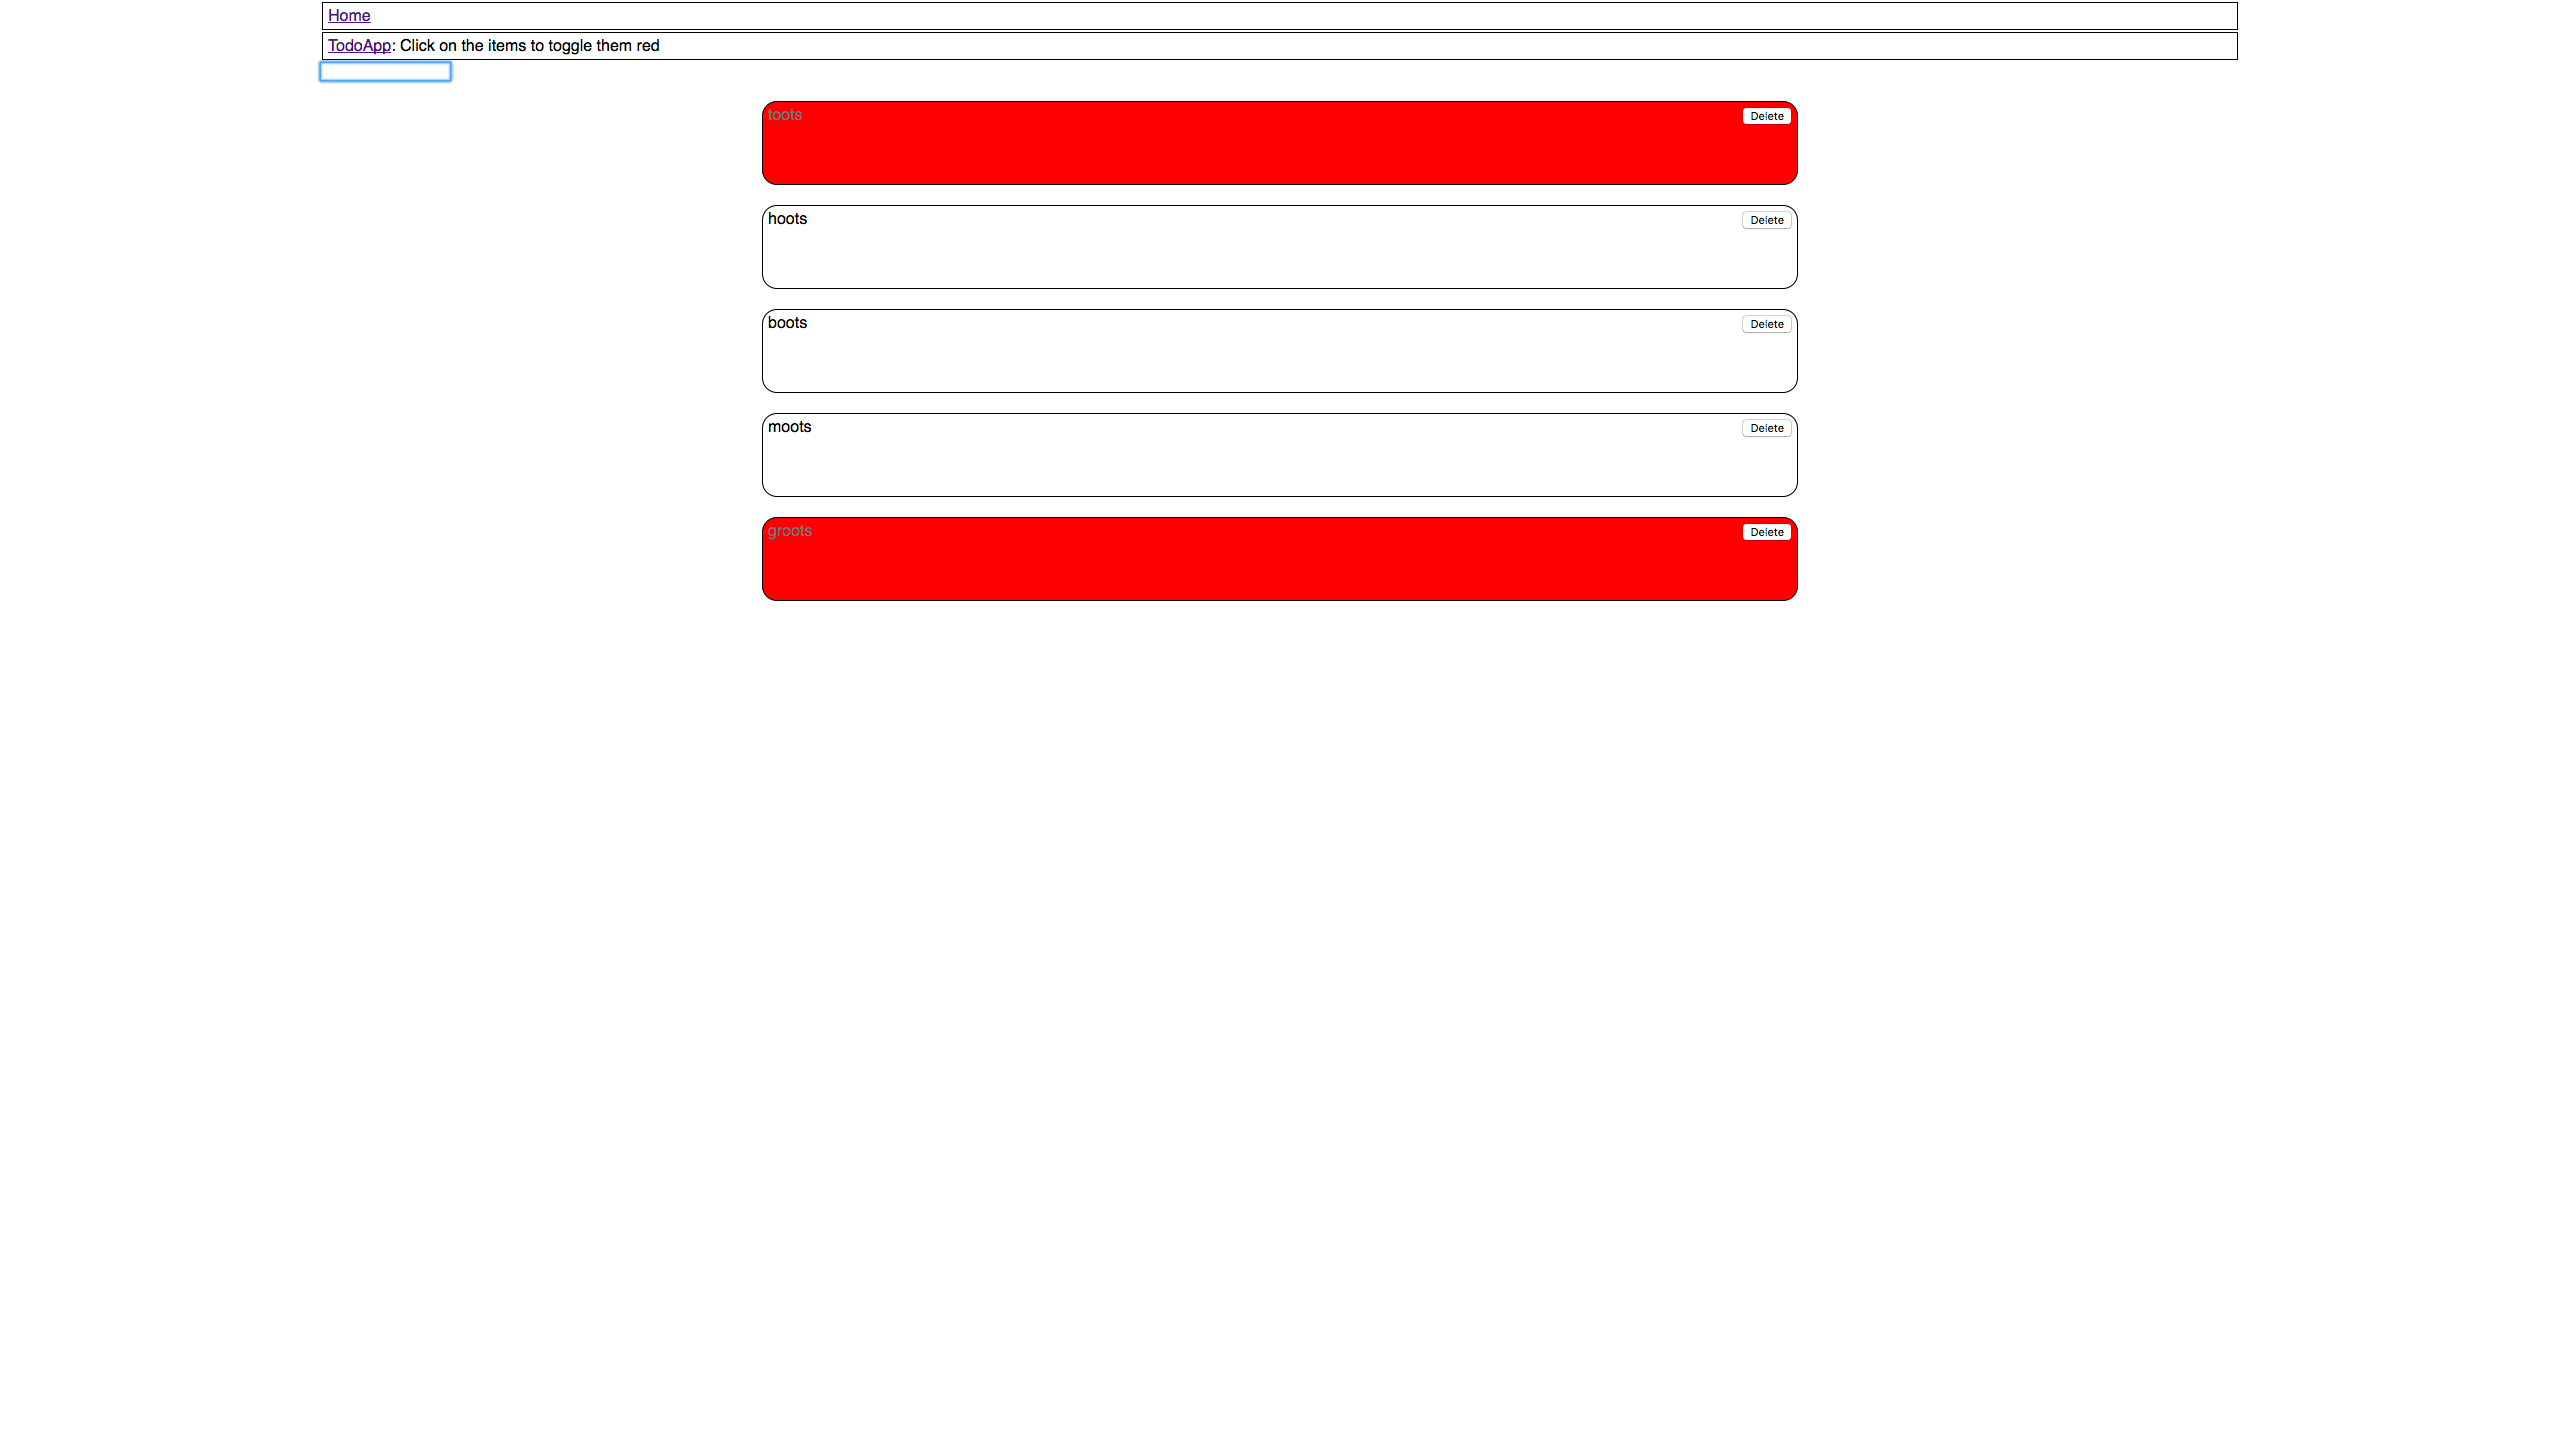 Home
TodoApp: Click on the items to toggle them red
toots Delete
hoots Delete
boots Delete
moots Delete
groots Delete